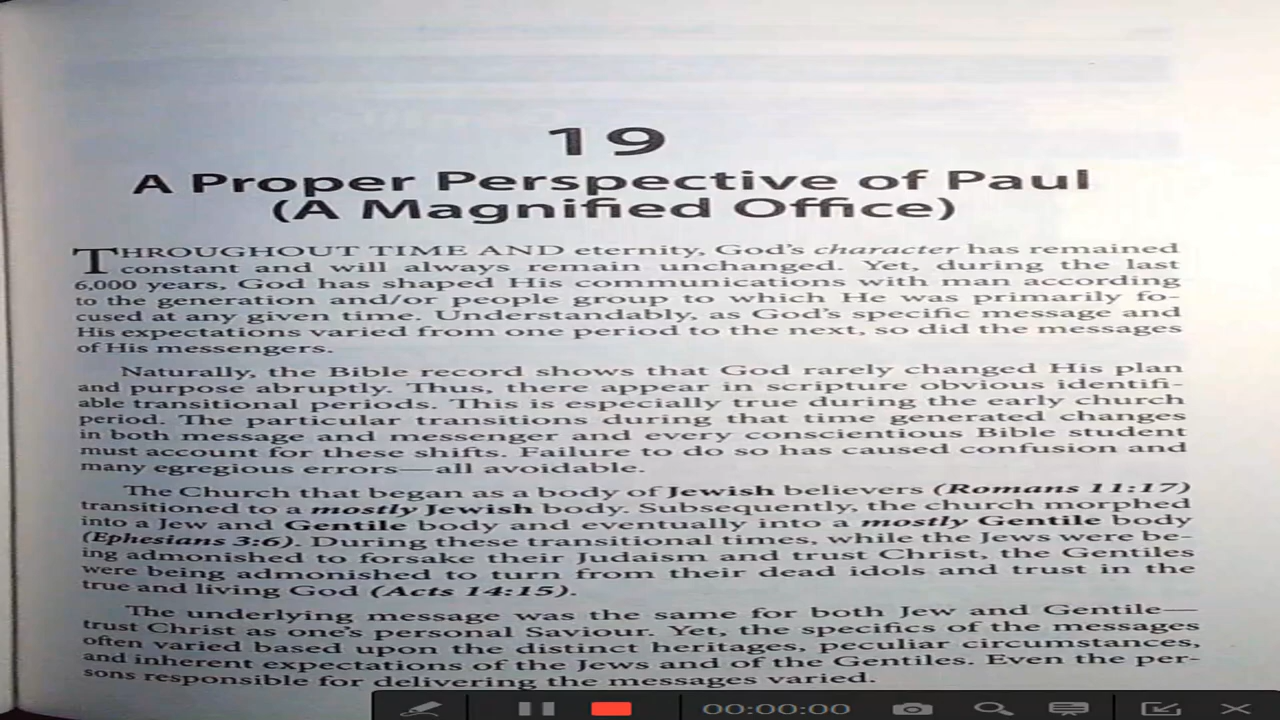 19
A Proper Perspective of Paul
(A Magnified Office)
THROUGHOUT TIME AND eternity, God's character has remained
constant and will always remain unchanged. Yet, during the last
6,000 years, God has shaped His communications with man according
to the generation and/or people group to which He was primarily fo-
cused at any given time. Understandably, as God's specific message and
His expectations varied from one period to the next, so did the messages
of His messengers.
Naturally, the Bible record shows that God rarely changed His plan
and purpose abruptly. Thus, there appear in scripture obvious identifi-
able transitional periods. This is especially true during the early church
period. The particular transitions during that time generated changes
in both message and messenger and every conscientious Bible student
must account for these shifts. Failure to do so has caused confusion and
many egregious errors—all avoidable.
The Church that began as a body of Jewish believers (Romans 11:17)
transitioned to a mostly Jewish body. Subsequently, the church morphed
into a Jew and Gentile body and eventually into a mostly Gentile body
(Ephesians 3:6). During these transitional times, while the Jews were be-
ing admonished to forsake their Judaism and trust Christ, the Gentiles
were being admonished to turn from their dead idols and trust in the
true and living God (Acts 14:15).
The underlying message was the same for both Jew and Gentile—
trust Christ as one's personal Saviour. Yet, the specifics of the messages
often varied based upon the distinct heritages, peculiar circumstances,
and inherent expectations of the Jews and of the Gentiles. Even the per-
sons responsible for delivering the messages varied.
00:00:00